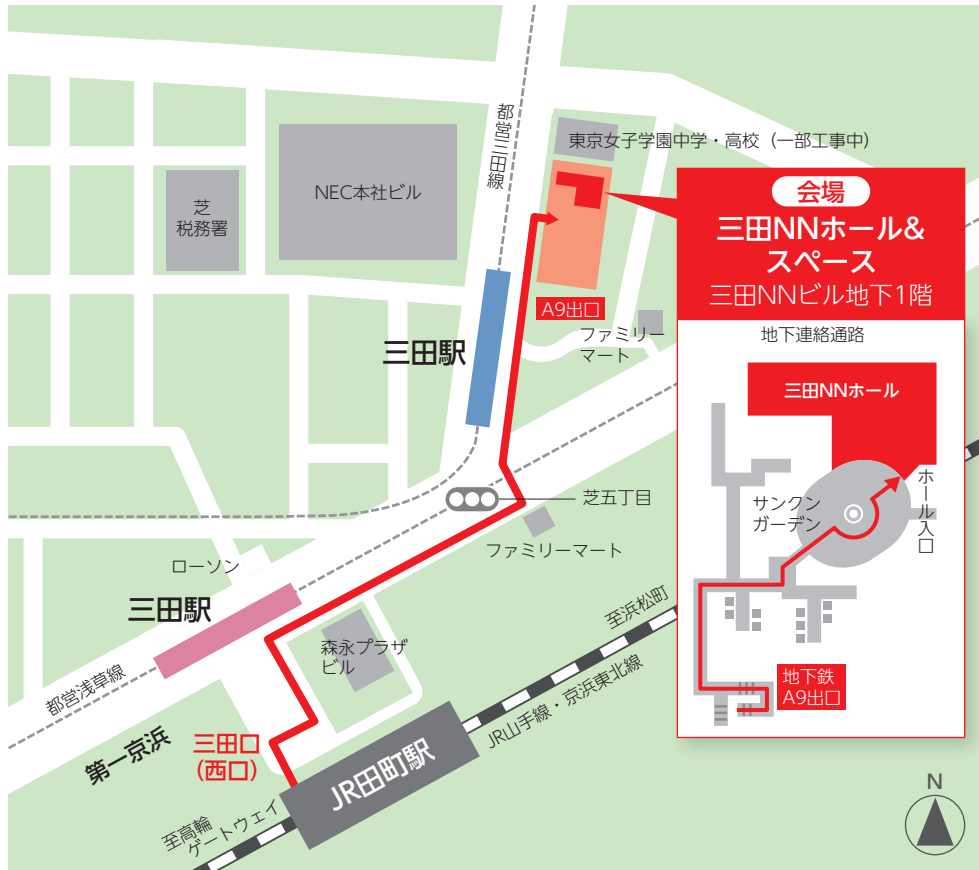 都営三田線
東京女子学園中学・高校（一部工事中）
NEC本社ビル
芝
税務署
会場
三田NNホール&
スペース
三田NNビル地下1階
A9出口
ファミリー
マート
三田駅
地下連絡通路
三田NNホール
サンクン
ガーデン
ホール入口
地下鉄
A9出口
芝五丁目
ファミリーマート
ローソン
三田駅
森永プラザ
ビル
都営浅草線
第一京浜
三田口
(西口)
JR田町駅
至浜松町
JR山手線・京浜東北線
至高輪
ゲートウェイ
N